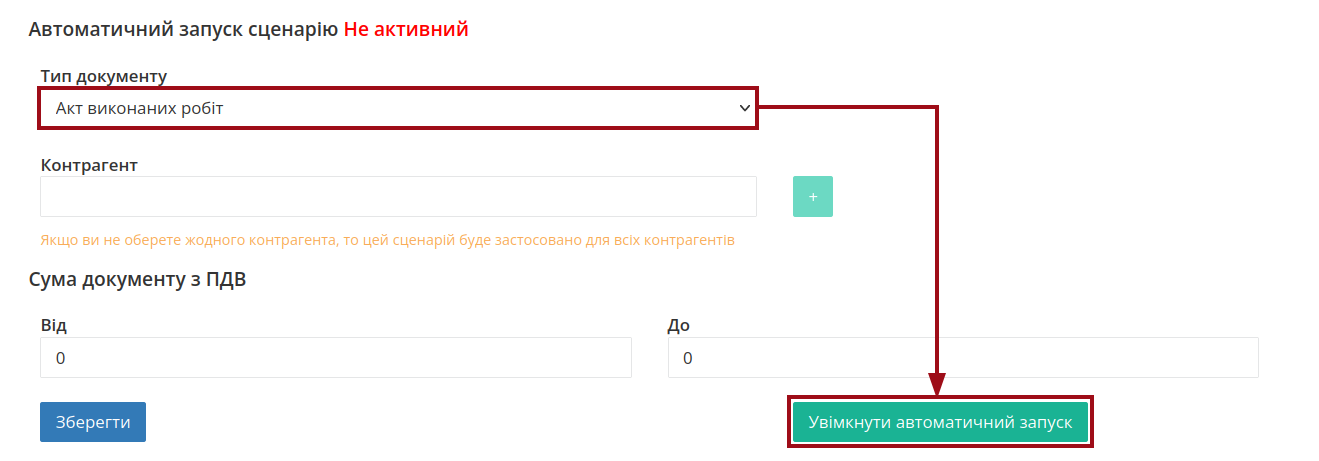 Автоматичний запуск сценарію Не активний
Тип документу
Акт виконаних робіт
Контрагент
+
Якщо ви не оберете жодного контрагента, то цей сценарій буде застосовано для всіх контрагентів
Сума документу з ПДВ
Від До
0 0
Зберегти Увімкнути автоматичний запуск